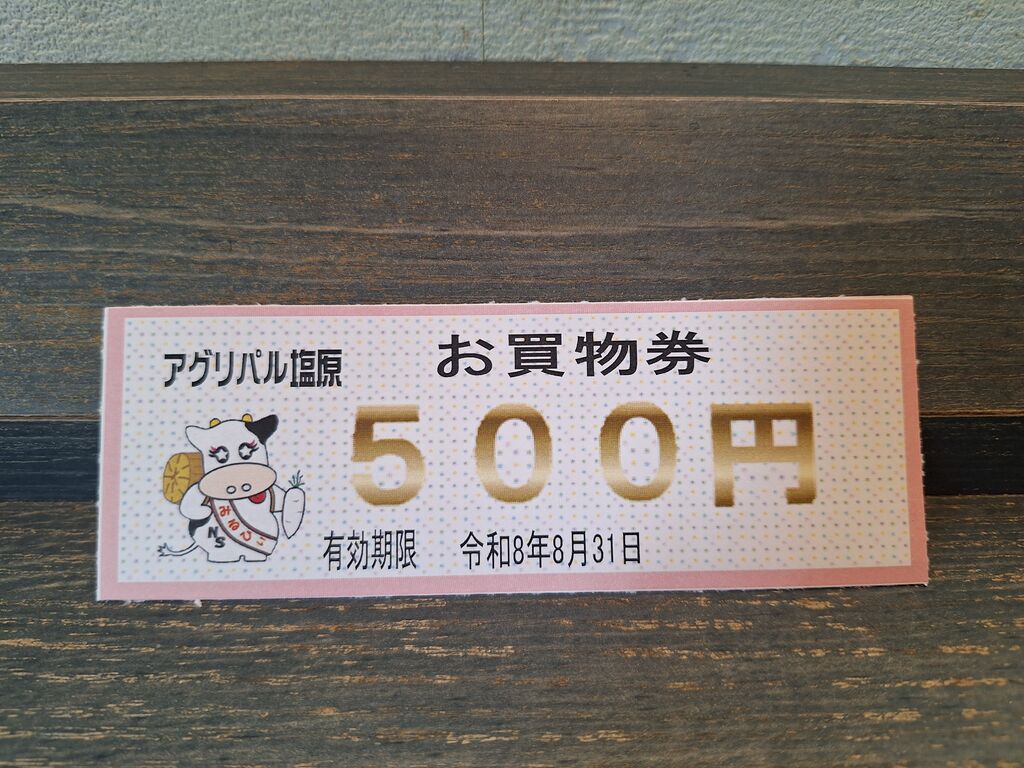 アグリパル塩原
お買物券
５００円
みるひぃ
NS
有効期限 令和8年8月31日